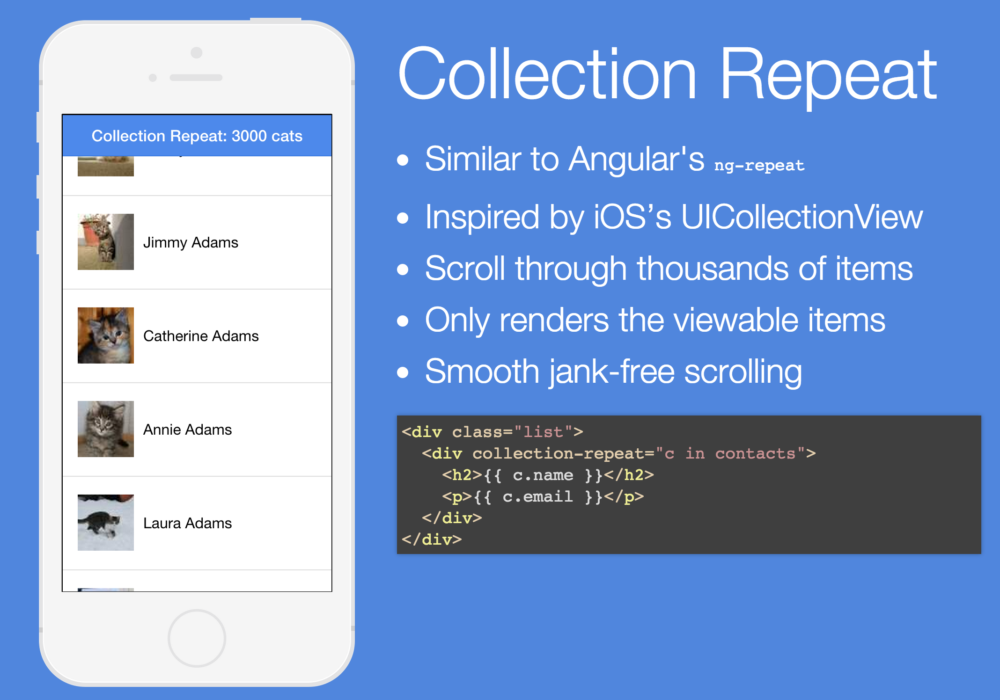 Collection Repeat: 3000 cats
Jimmy Adams
Catherine Adams
Annie Adams
Laura Adams
Collection Repeat
• Similar to Angular's ng-repeat
• Inspired by iOS’s UICollectionView
• Scroll through thousands of items
• Only renders the viewable items
• Smooth jank-free scrolling
<div class="list">
  <div collection-repeat="c in contacts">
    <h2>{{ c.name }}</h2>
    <p>{{ c.email }}</p>
  </div>
</div>